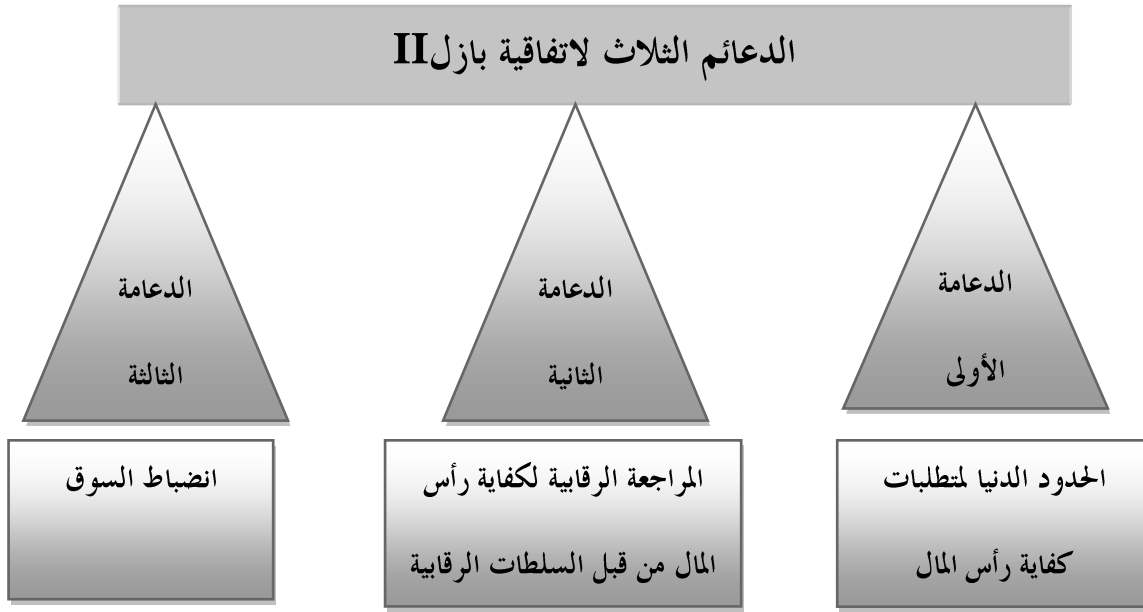 الدعائم الثلاث لاتفاقية بازلII
الدعامة
الأولى
الدعامة
الثانية
الدعامة
الثالثة
الحدود الدنيا لمتطلبات
كفاية رأس المال
المراجعة الرقابية لكفاية رأس
المال من قبل السلطات الرقابية
انضباط السوق